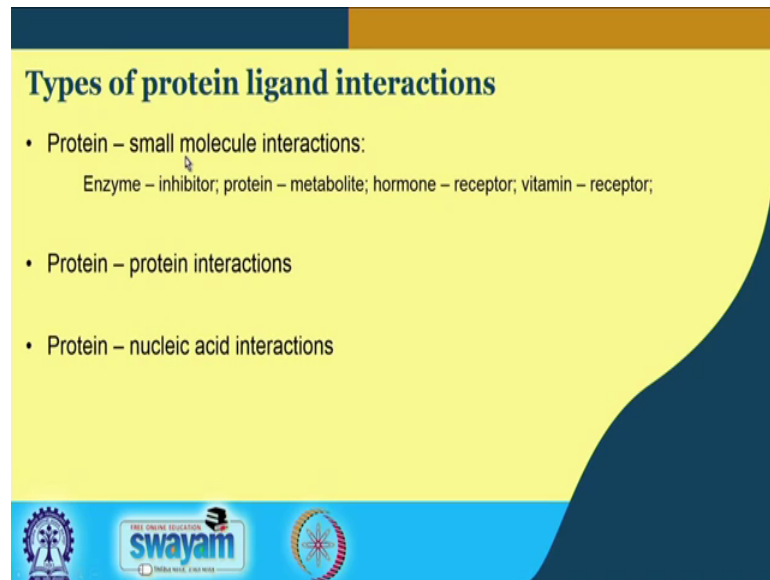 Types of protein ligand interactions
• Protein – small molecule interactions:
Enzyme – inhibitor; protein – metabolite; hormone – receptor; vitamin – receptor;
• Protein – protein interactions
• Protein – nucleic acid interactions
FREE ONLINE EDUCATION
swayam